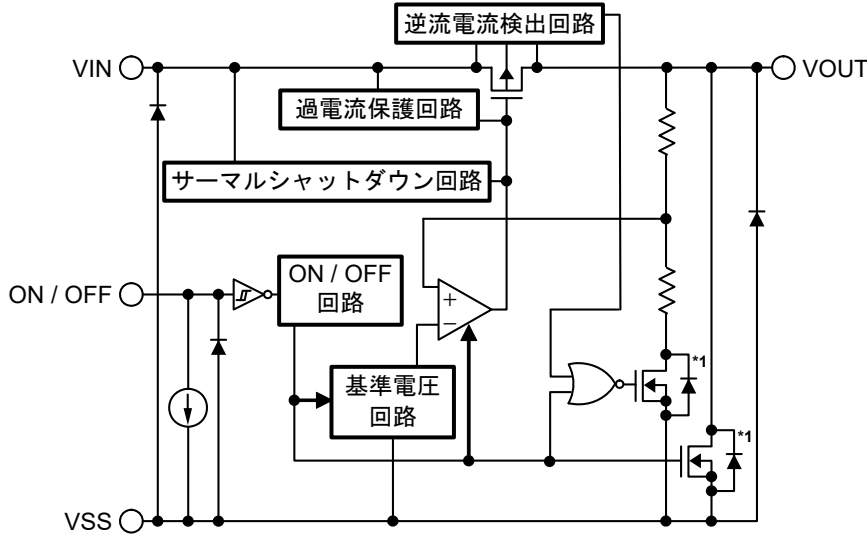 逆流電流検出回路
VIN
VOUT
過電流保護回路
サーマルシャットダウン回路
ON / OFF
ON / OFF
回路
+
−
*1
基準電圧
回路
*1
VSS